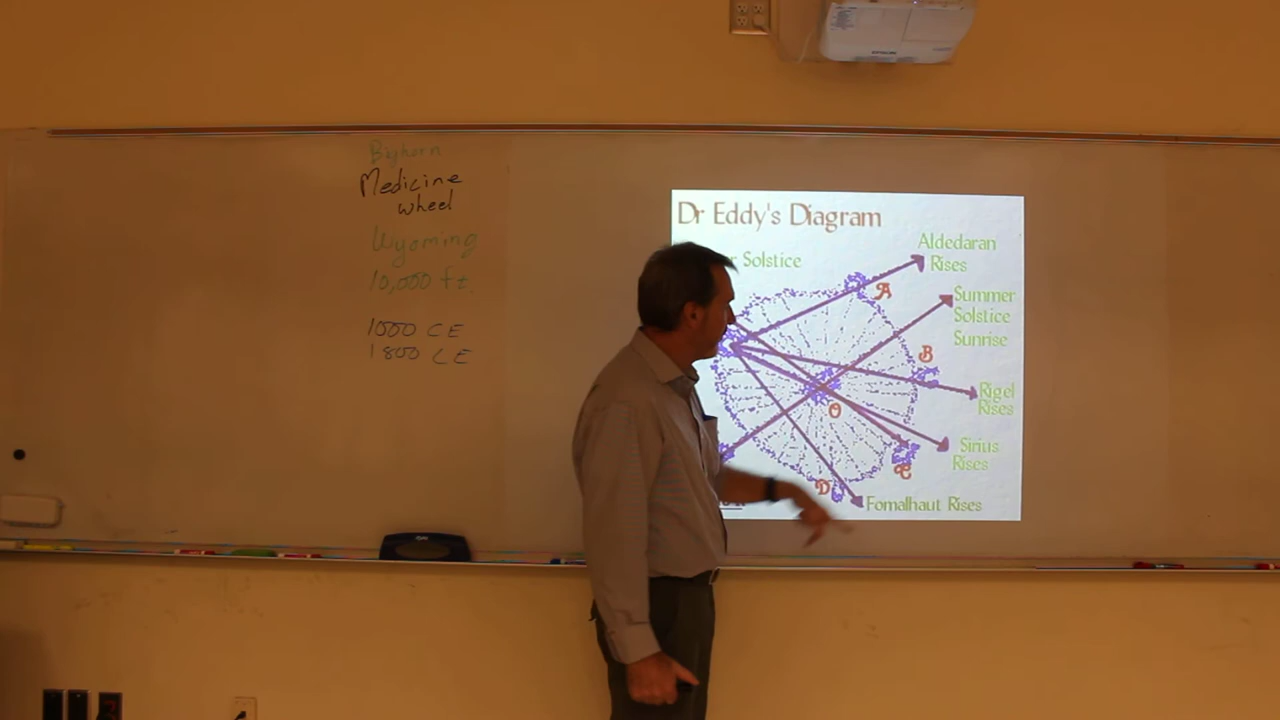 Bighorn
Medicine
wheel
Wyoming
10,000 ft.
1000 CE
1800 CE
Dr Eddy's Diagram
Solstice
Aldedaran
Rises
A
Summer
Solstice
Sunrise
B
Rigel
Rises
O
Sirius
Rises
C
D
Fomalhaut Rises